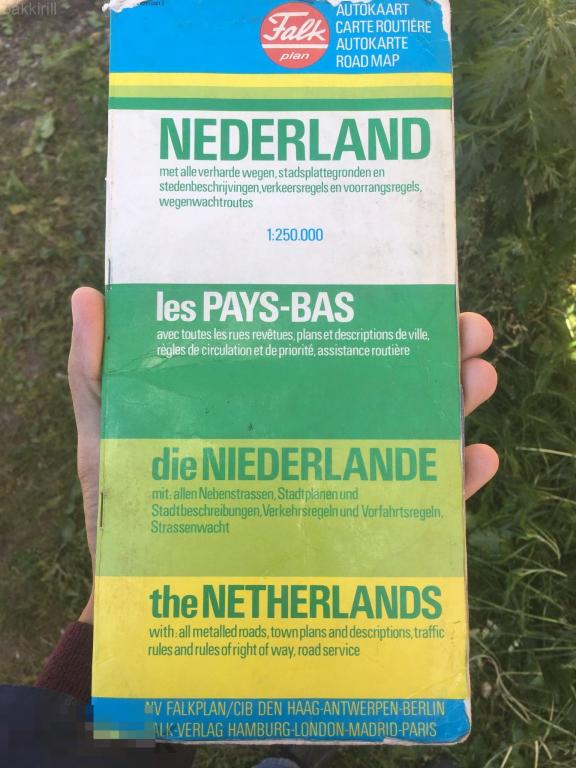 akkirill
AUTOKAART
CARTE ROUTIÈRE
AUTOKARTE
ROAD MAP
Falk
plan
NEDERLAND
met alle verharde wegen, stadsplattegronden en
stedenbeschrijvingen, verkeersregels en voorrangsregels,
wegenwachtroutes
1:250.000
les PAYS-BAS
avec toutes les rues revêtues, plans et descriptions de ville,
règles de circulation et de priorité, assistance routière
die NIEDERLANDE
mit: allen Nebenstrassen, Stadtplänen und
Stadtbeschreibungen, Verkehrsregeln und Vorfahrtsregeln,
Strassenwacht
the NETHERLANDS
with: all metalled roads, town plans and descriptions, traffic
rules and rules of right of way, road service
NV FALKPLAN/CIB DEN HAAG-ANTWERPEN-BERLIN
ALK-VERLAG HAMBURG-LONDON-MADRID-PARIS